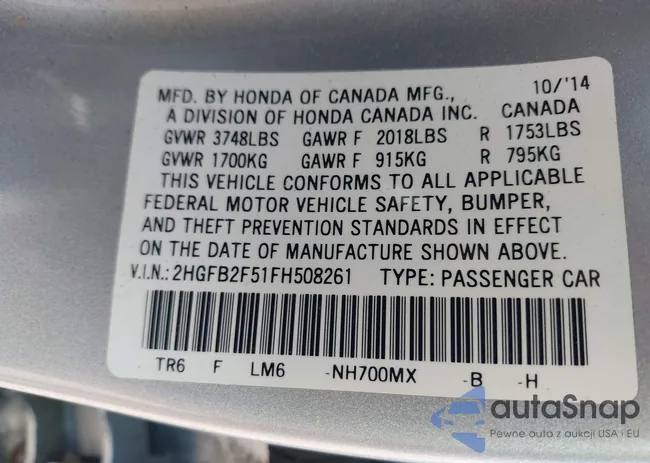 10/'14
MFD. BY HONDA OF CANADA MFG., CANADA
A DIVISION OF HONDA CANADA INC.
GVWR 3748LBS GAWR F 2018LBS R 1753LBS
GVWR 1700KG GAWR F 915KG R 795KG
THIS VEHICLE CONFORMS TO ALL APPLICABLE
FEDERAL MOTOR VEHICLE SAFETY, BUMPER,
AND THEFT PREVENTION STANDARDS IN EFFECT
ON THE DATE OF MANUFACTURE SHOWN ABOVE.
V.I.N.: 2HGFB2F51FH508261 TYPE: PASSENGER CAR
TR6 F LM6 -NH700MX -B -H
autaSnap
Pewne auta z aukcji USA i EU